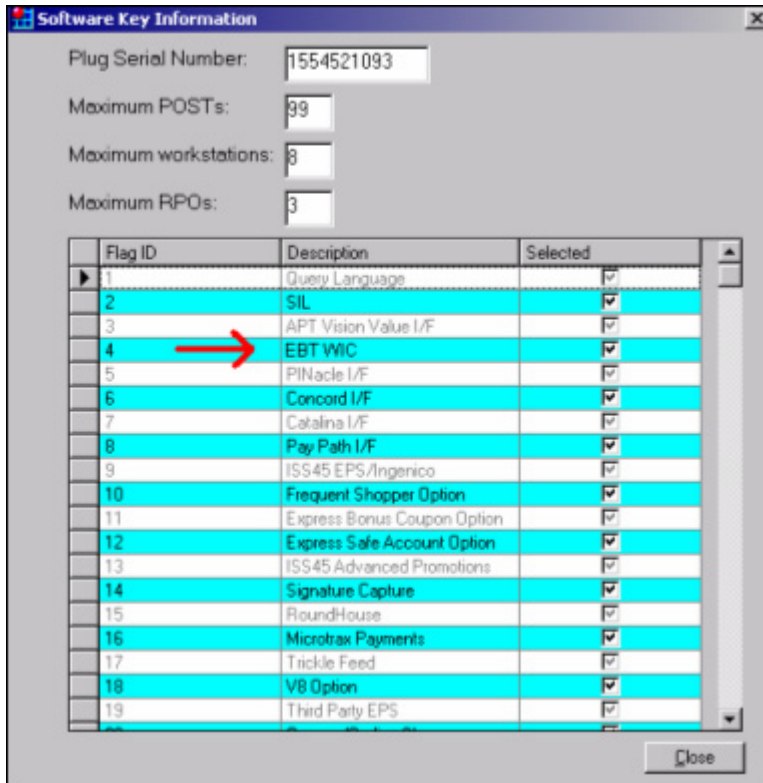 Software Key Information
Plug Serial Number: 1554521093
Maximum POSTs: 99
Maximum workstations: 8
Maximum RPOs: 3
Flag ID Description Selected
1 Query Language
2 SIL
3 APT Vision Value I/F
4 EBT WIC
5 PINacle I/F
6 Concord I/F
7 Catalina I/F
8 Pay Path I/F
9 ISS45 EPS/Ingenico
10 Frequent Shopper Option
11 Express Bonus Coupon Option
12 Express Safe Account Option
13 ISS45 Advanced Promotions
14 Signature Capture
15 RoundHouse
16 Microtrax Payments
17 Trickle Feed
18 V8 Option
19 Third Party EPS
Close